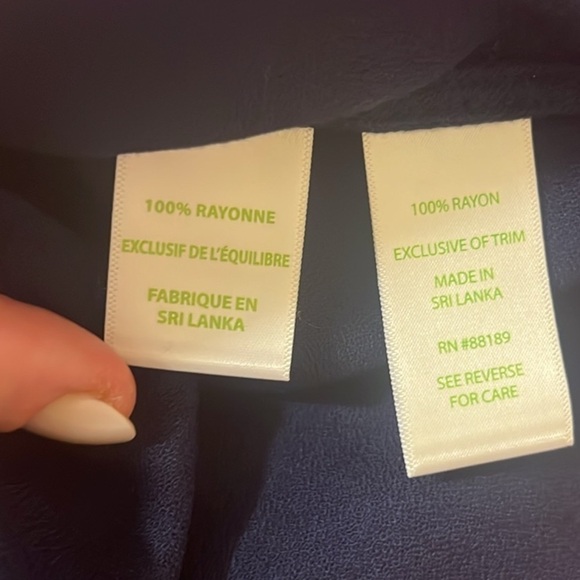 100% RAYONNE
EXCLUSIF DE L'ÉQUILIBRE
FABRIQUE EN
SRI LANKA
100% RAYON
EXCLUSIVE OF TRIM
MADE IN
SRI LANKA
RN #88189
SEE REVERSE
FOR CARE